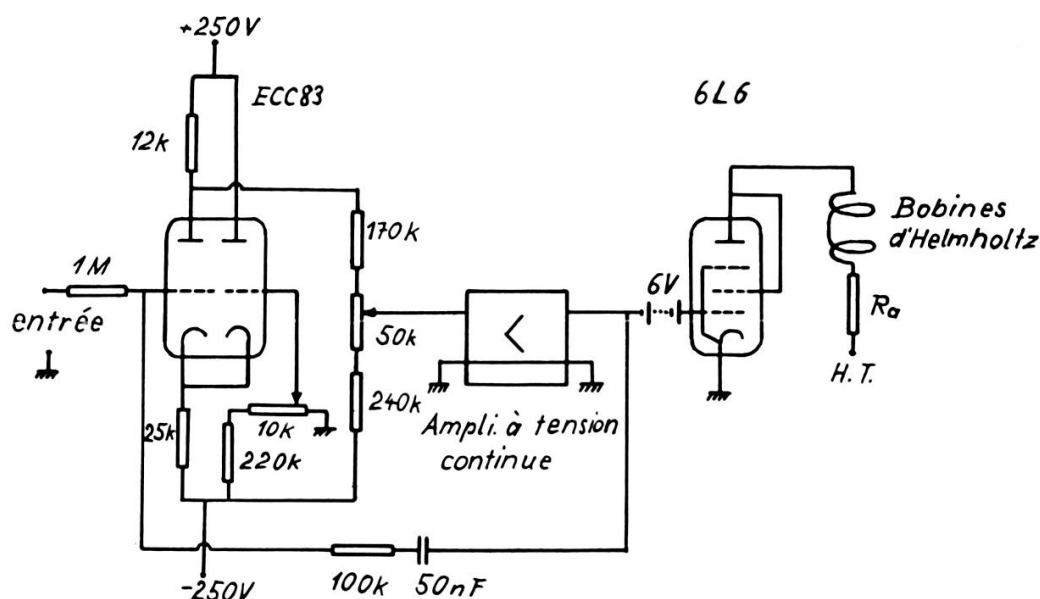 +250V
ECC83
6L6
12k
170k
Bobines
d'Helmholtz
1M
6V
entrée
50k
Ra
H.T.
25k
10k
220k
240k
Ampli. à tension
continue
-250V
100k
50nF